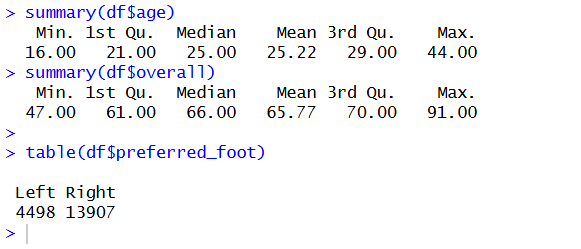 > summary(df$age)
   Min. 1st Qu.  Median    Mean 3rd Qu.    Max.
  16.00   21.00   25.00   25.22   29.00   44.00
> summary(df$overall)
   Min. 1st Qu.  Median    Mean 3rd Qu.    Max.
  47.00   61.00   66.00   65.77   70.00   91.00
>
> table(df$preferred_foot)
 Left Right
 4498 13907
>